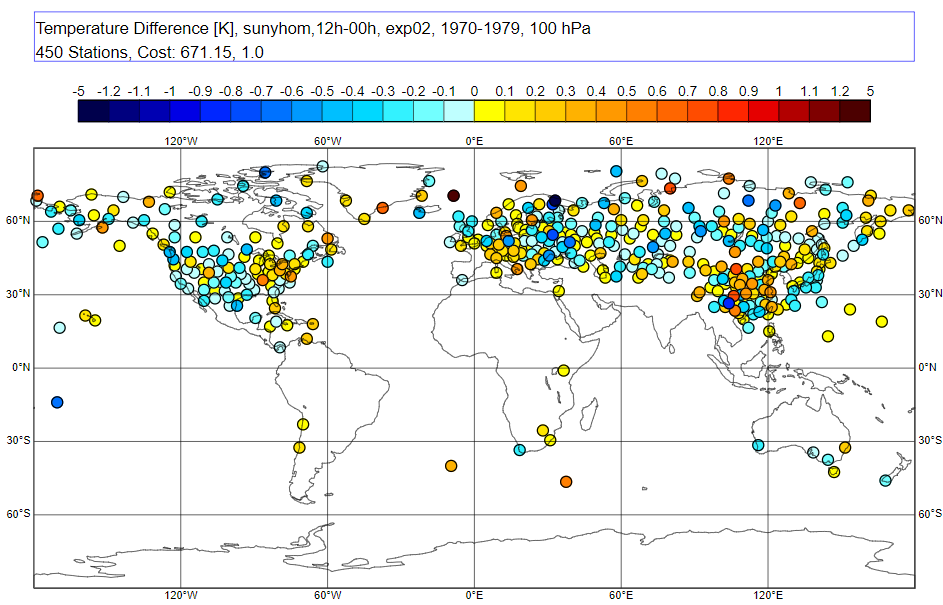 Temperature Difference [K], sunyhom,12h-00h, exp02, 1970-1979, 100 hPa
450 Stations, Cost: 671.15, 1.0
-5 -1.2 -1.1 -1 -0.9 -0.8 -0.7 -0.6 -0.5 -0.4 -0.3 -0.2 -0.1 0 0.1 0.2 0.3 0.4 0.5 0.6 0.7 0.8 0.9 1 1.1 1.2 5
120°W 60°W 0°E 60°E 120°E
60°N 60°N
30°N 30°N
0°N 0°N
30°S 30°S
60°S 60°S
120°W 60°W 0°E 60°E 120°E